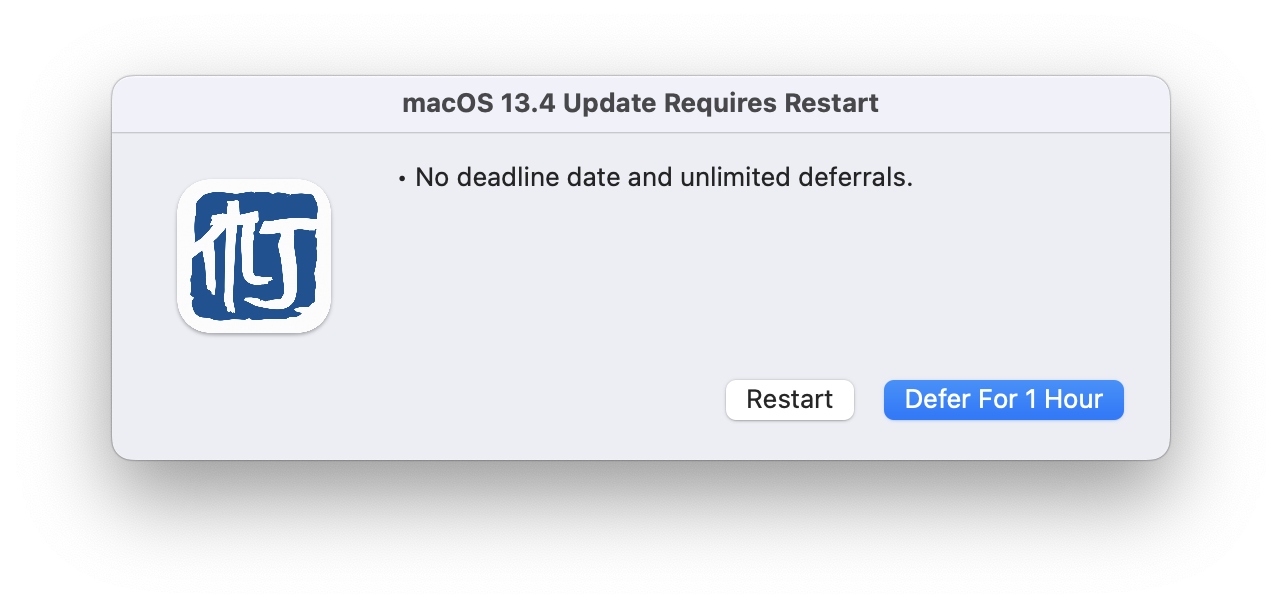 macOS 13.4 Update Requires Restart
• No deadline date and unlimited deferrals.
Restart
Defer For 1 Hour